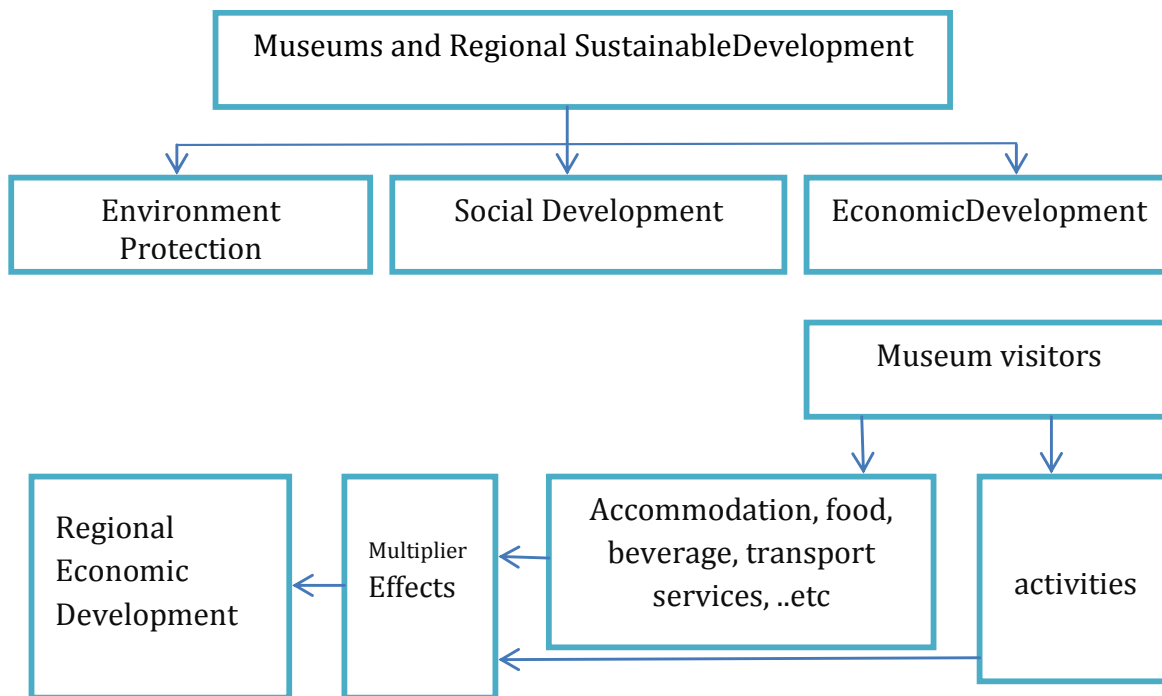 Museums and Regional SustainableDevelopment
Environment
Protection
Social Development
EconomicDevelopment
Museum visitors
Regional
Economic
Development
Multiplier
Effects
Accommodation, food,
beverage, transport
services, ..etc
activities